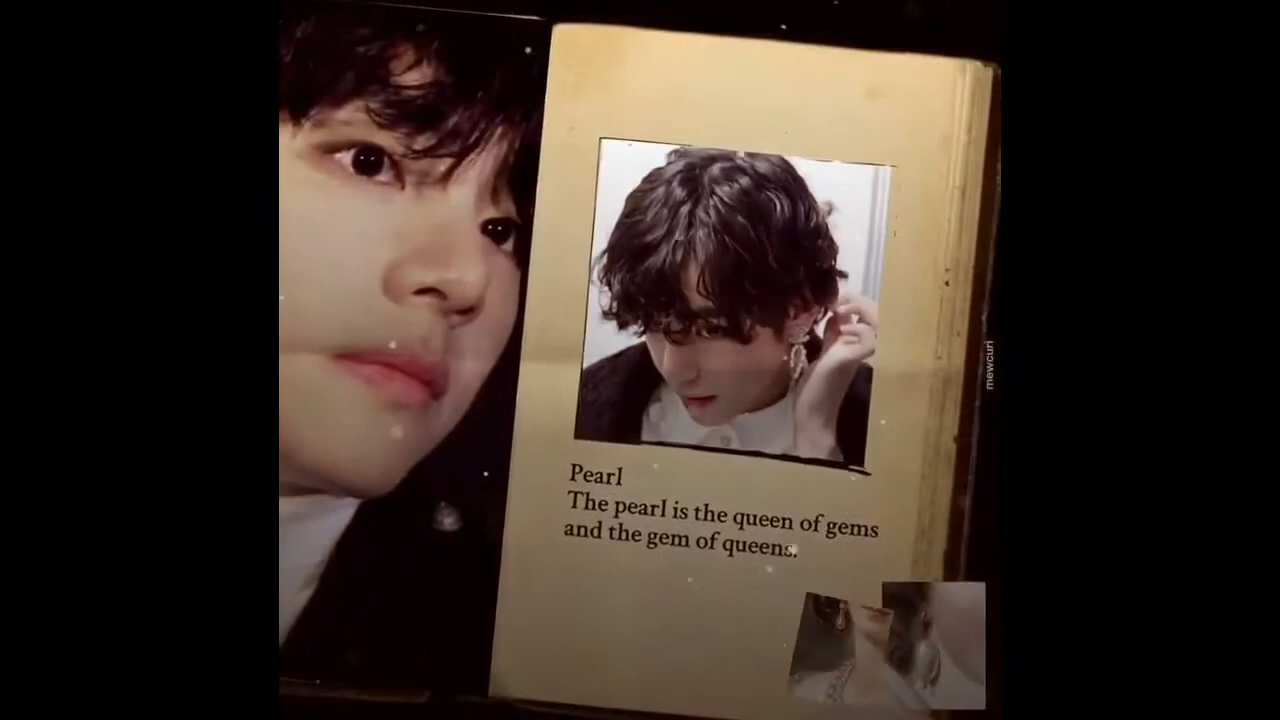 Pearl
The pearl is the queen of gems
and the gem of queens.
mewcuri